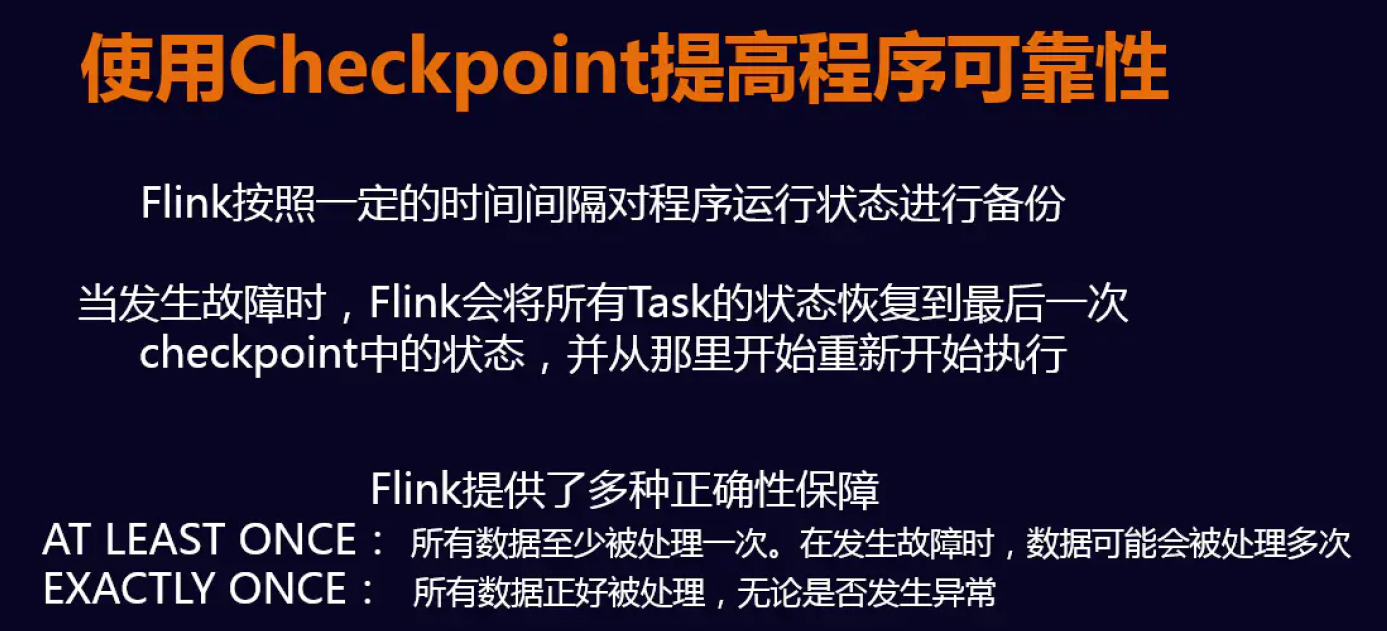 使用Checkpoint提高程序可靠性
Flink按照一定的时间间隔对程序运行状态进行备份
当发生故障时，Flink会将所有Task的状态恢复到最后一次
checkpoint中的状态，并从那里开始重新开始执行
Flink提供了多种正确性保障
AT LEAST ONCE： 所有数据至少被处理一次。在发生故障时，数据可能会被处理多次
EXACTLY ONCE： 所有数据正好被处理，无论是否发生异常